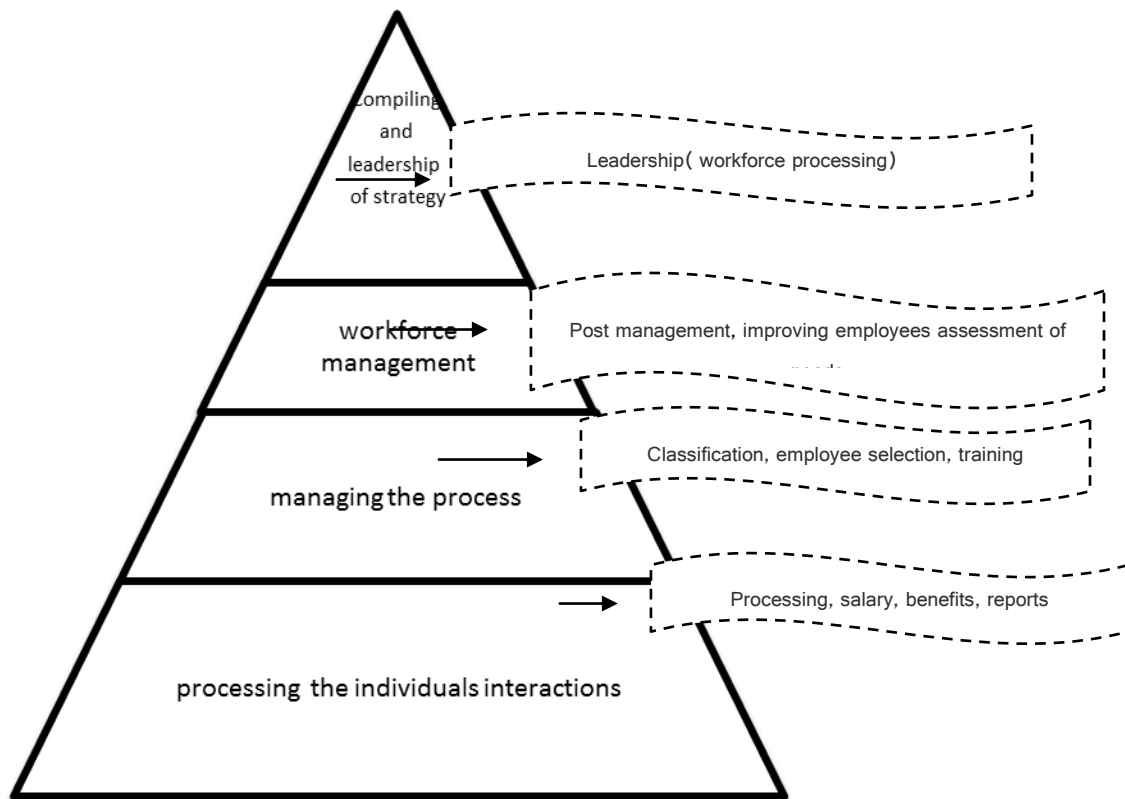 Compiling
and
leadership
of strategy
Leadership( workforce processing)
workforce
management
Post management, improving employees assessment of
managing the process
Classification, employee selection, training
processing the individuals interactions
Processing, salary, benefits, reports